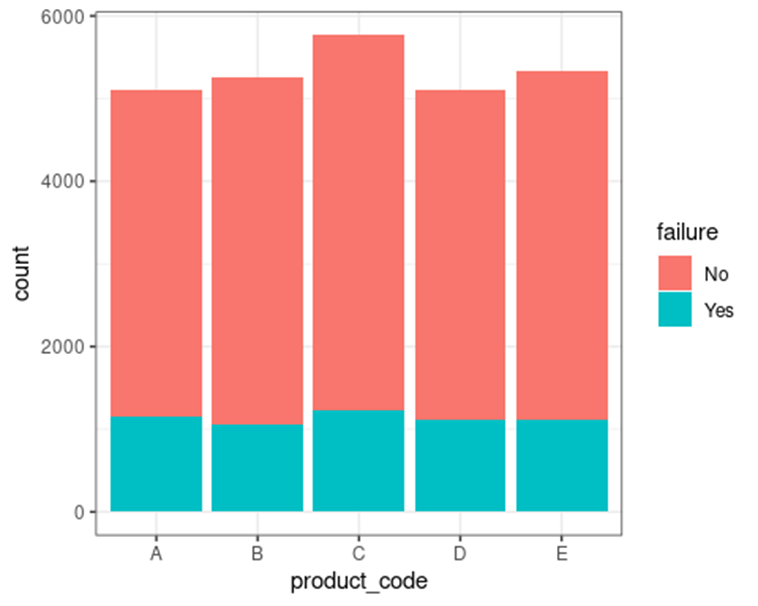 6000
4000
2000
0
count
A B C D E
product_code
failure
No
Yes